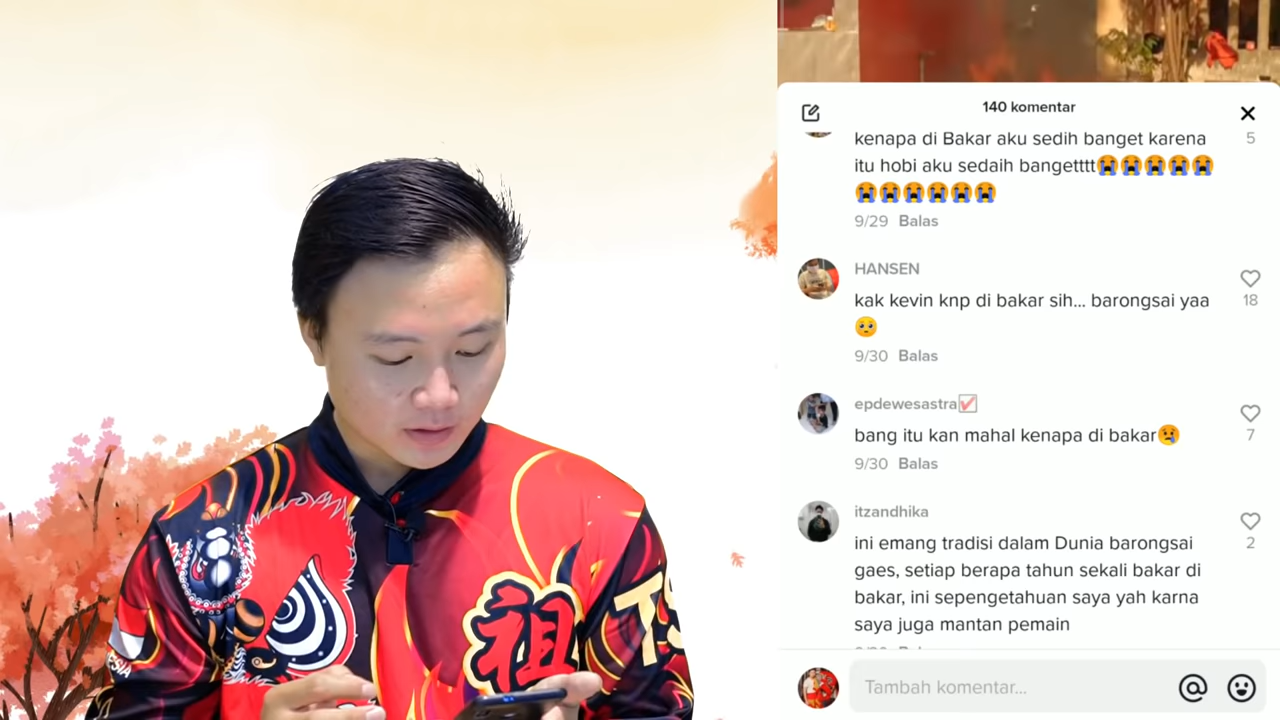 140 komentar
kenapa di Bakar aku sedih banget karena
itu hobi aku sedaih bangetttt😭😭😭😭😭
😭😭😭😭😭😭
5
9/29 Balas
HANSEN
kak kevin knp di bakar sih... barongsai yaa
🥺
18
9/30 Balas
epdewesastra
bang itu kan mahal kenapa di bakar😢
7
9/30 Balas
itzandhika
ini emang tradisi dalam Dunia barongsai
gaes, setiap berapa tahun sekali bakar di
bakar, ini sepengetahuan saya yah karna
saya juga mantan pemain
2
Tambah komentar...
祖